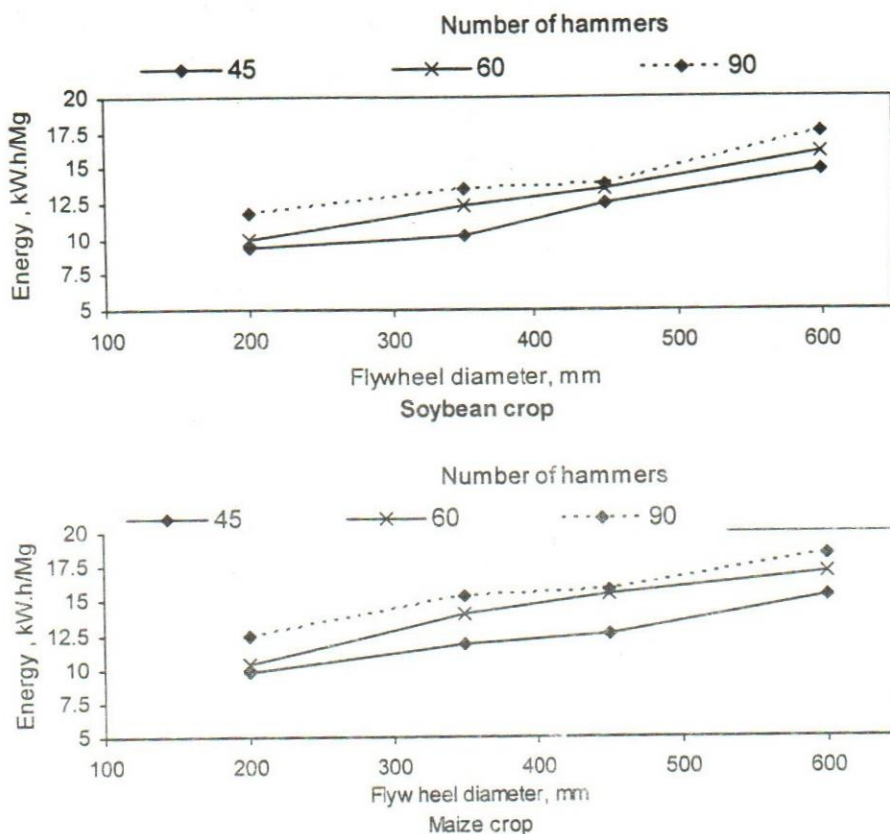 Number of hammers
45 60 90
20
17.5
15
12.5
10
7.5
5
Energy , kW.h/Mg
100 200 300 400 500 600
Flywheel diameter, mm
Soybean crop
Number of hammers
45 60 90
20
17.5
15
12.5
10
7.5
5
Energy , kW.h/Mg
100 200 300 400 500 600
Flyw heel diameter, mm
Maize crop